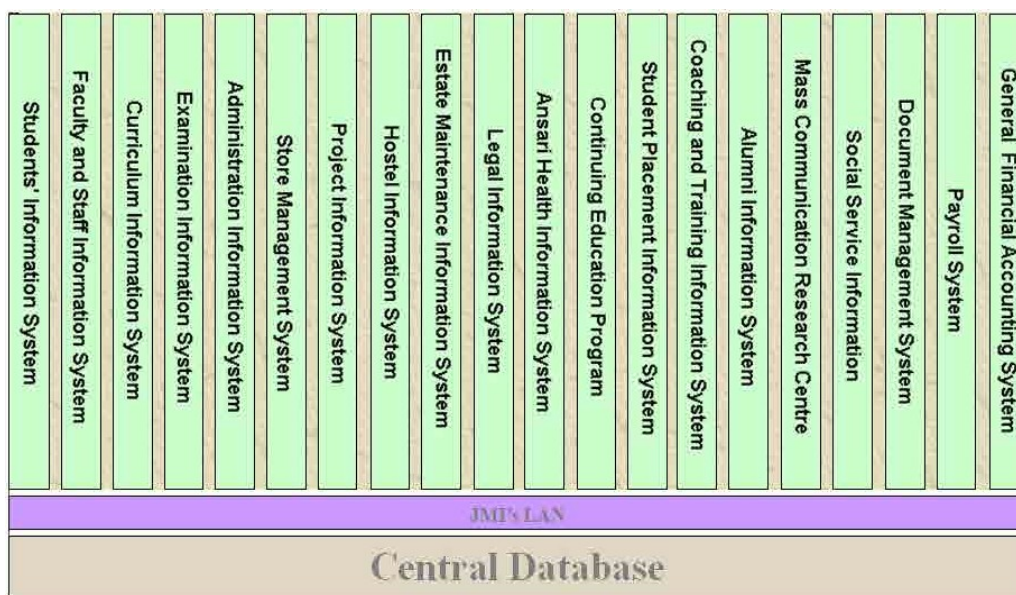 Students' Information System
Faculty and Staff Information System
Curriculum Information System
Examination Information System
Administration Information System
Store Management System
Project Information System
Hostel Information System
Estate Maintenance Information System
Legal Information System
Ansari Health Information System
Continuing Education Program
Student Placement Information System
Coaching and Training Information System
Alumni Information System
Mass Communication Research Centre
Social Service Information
Document Management System
Payroll System
General Financial Accounting System
JMI's LAN
Central Database